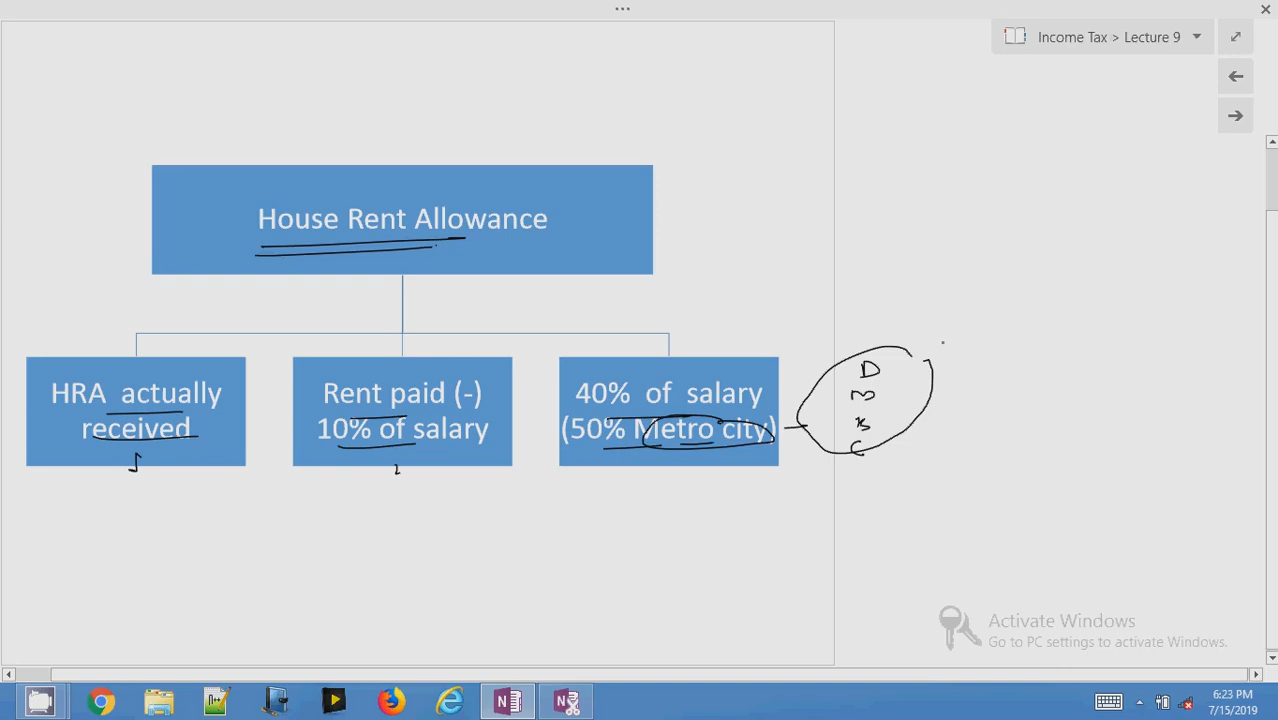 Income Tax > Lecture 9
House Rent Allowance
HRA actually
received
Rent paid (-)
10% of salary
40% of salary
(50% Metro city)
D
C
Activate Windows
Go to PC settings to activate Windows.
6:23 PM
7/15/2019